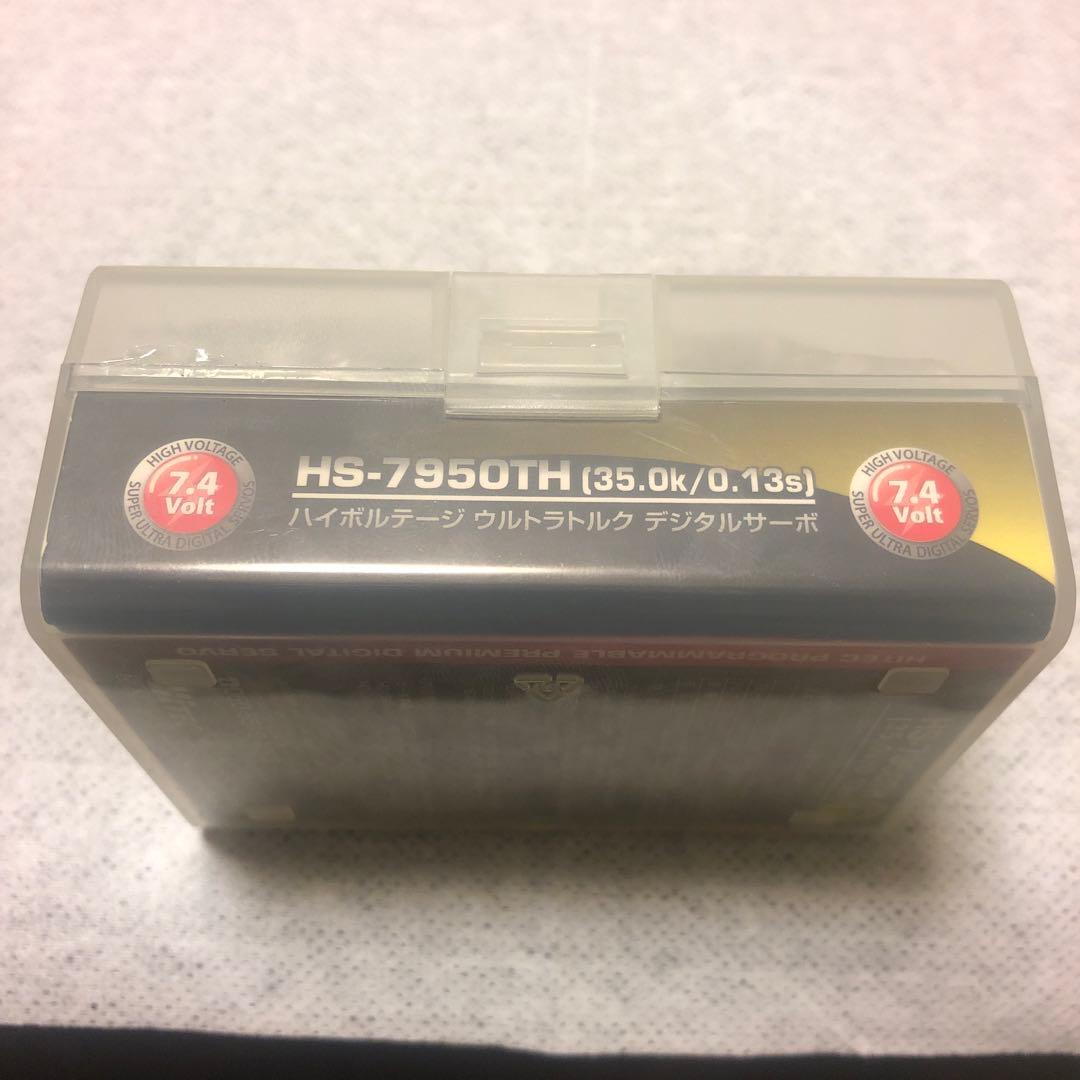 HIGH VOLTAGE
7.4
Volt
SUPER ULTRA DIGITAL SERVOS
HS-7950TH (35.0k/0.13s)
ハイボルテージ ウルトラトルク デジタルサーボ
HIGH VOLTAGE
7.4
Volt
SUPER ULTRA DIGITAL SERVOS
HITEC PROGRAMMABLE PREMIUM DIGITAL SERVO